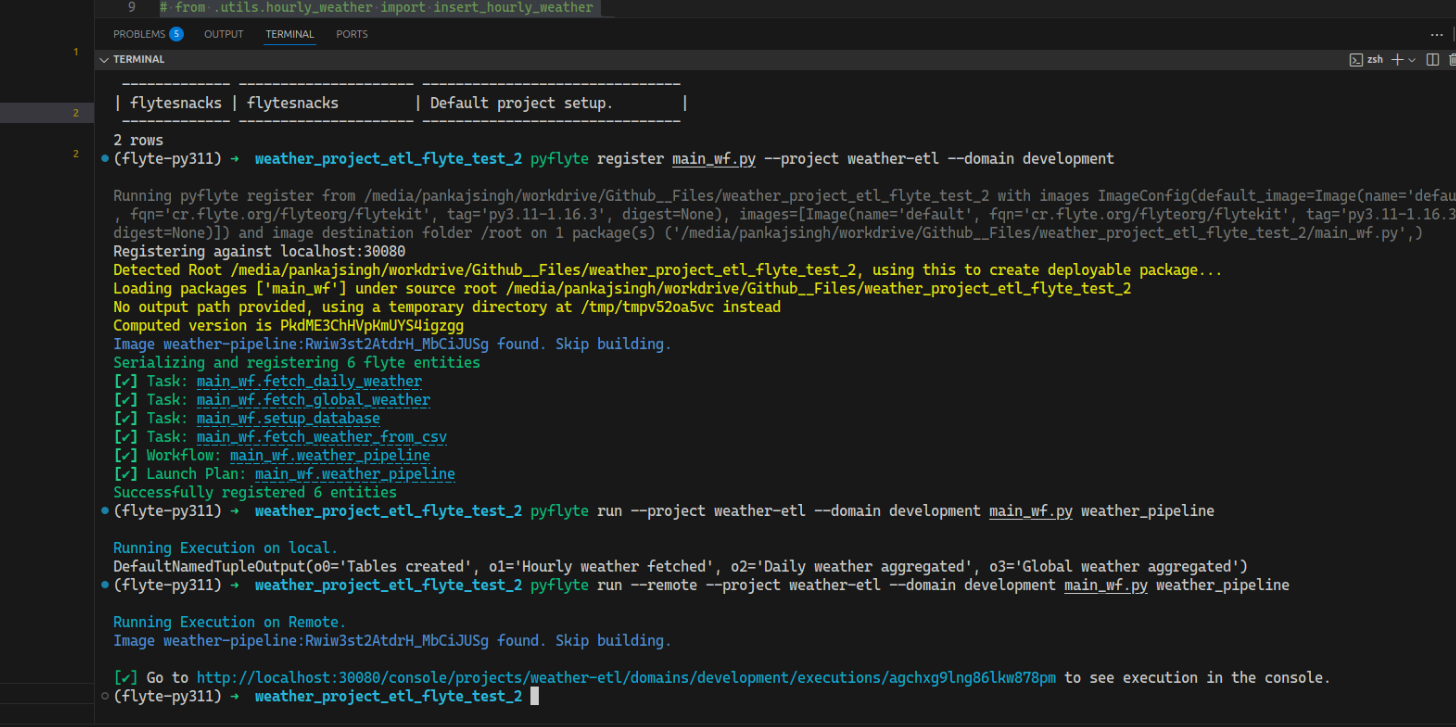 9 # from .utils.hourly_weather import insert_hourly_weather
PROBLEMS 5 OUTPUT TERMINAL PORTS ...
1
TERMINAL zsh
2
| flytesnacks | flytesnacks | Default project setup. |
2 rows
2
(flyte-py311) → weather_project_etl_flyte_test_2 pyflyte register main_wf.py --project weather-etl --domain development
Running pyflyte register from /media/pankajsingh/workdrive/Github__Files/weather_project_etl_flyte_test_2 with images ImageConfig(default_image=Image(name='defau
, fqn='cr.flyte.org/flyteorg/flytekit', tag='py3.11-1.16.3', digest=None), images=[Image(name='default', fqn='cr.flyte.org/flyteorg/flytekit', tag='py3.11-1.16.3
digest=None)]) and image destination folder /root on 1 package(s) ('/media/pankajsingh/workdrive/Github__Files/weather_project_etl_flyte_test_2/main_wf.py',)
Registering against localhost:30080
Detected Root /media/pankajsingh/workdrive/Github__Files/weather_project_etl_flyte_test_2, using this to create deployable package...
Loading packages ['main_wf'] under source root /media/pankajsingh/workdrive/Github__Files/weather_project_etl_flyte_test_2
No output path provided, using a temporary directory at /tmp/tmpv52oa5vc instead
Computed version is PkdME3ChHVpKmUYS4igzgg
Image weather-pipeline:Rwiw3st2AtdrH_MbCiJUSg found. Skip building.
Serializing and registering 6 flyte entities
[✔] Task: main_wf.fetch_daily_weather
[✔] Task: main_wf.fetch_global_weather
[✔] Task: main_wf.setup_database
[✔] Task: main_wf.fetch_weather_from_csv
[✔] Workflow: main_wf.weather_pipeline
[✔] Launch Plan: main_wf.weather_pipeline
Successfully registered 6 entities
(flyte-py311) → weather_project_etl_flyte_test_2 pyflyte run --project weather-etl --domain development main_wf.py weather_pipeline
Running Execution on local.
DefaultNamedTupleOutput(o0='Tables created', o1='Hourly weather fetched', o2='Daily weather aggregated', o3='Global weather aggregated')
(flyte-py311) → weather_project_etl_flyte_test_2 pyflyte run --remote --project weather-etl --domain development main_wf.py weather_pipeline
Running Execution on Remote.
Image weather-pipeline:Rwiw3st2AtdrH_MbCiJUSg found. Skip building.
[✔] Go to http://localhost:30080/console/projects/weather-etl/domains/development/executions/agchxg9lng86lkw878pm to see execution in the console.
(flyte-py311) → weather_project_etl_flyte_test_2